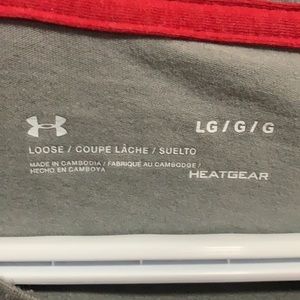 LG / G / G
LOOSE / COUPE LÂCHE / SUELTO
MADE IN CAMBODIA / FABRIQUÉ AU CAMBODGE /
HECHO EN CAMBOYA
HEATGEAR